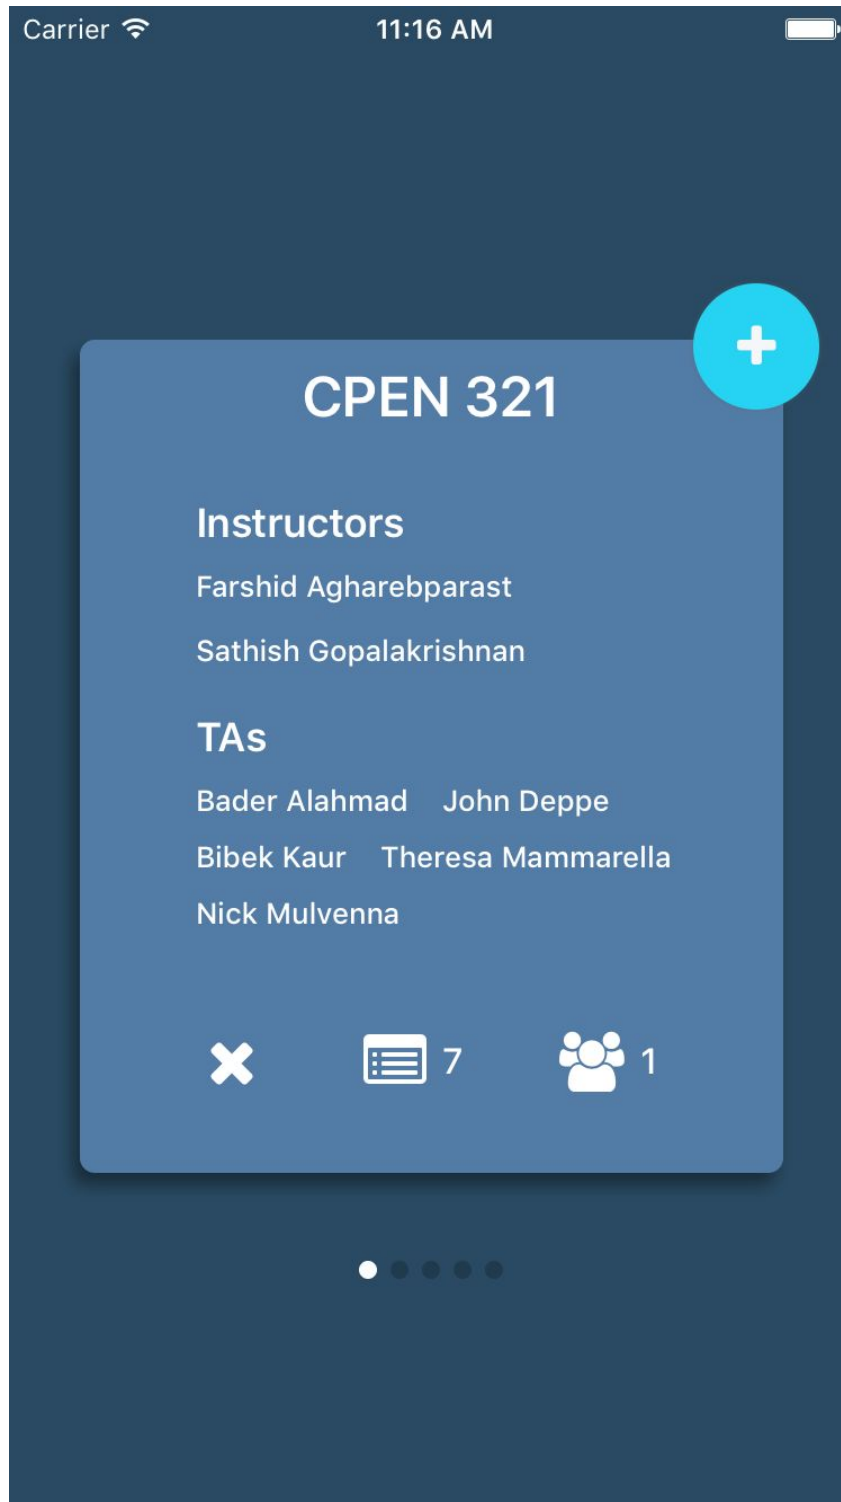 Carrier 11:16 AM
CPEN 321
Instructors
Farshid Agharebparast
Sathish Gopalakrishnan
TAs
Bader Alahmad John Deppe
Bibek Kaur Theresa Mammarella
Nick Mulvenna
7 1